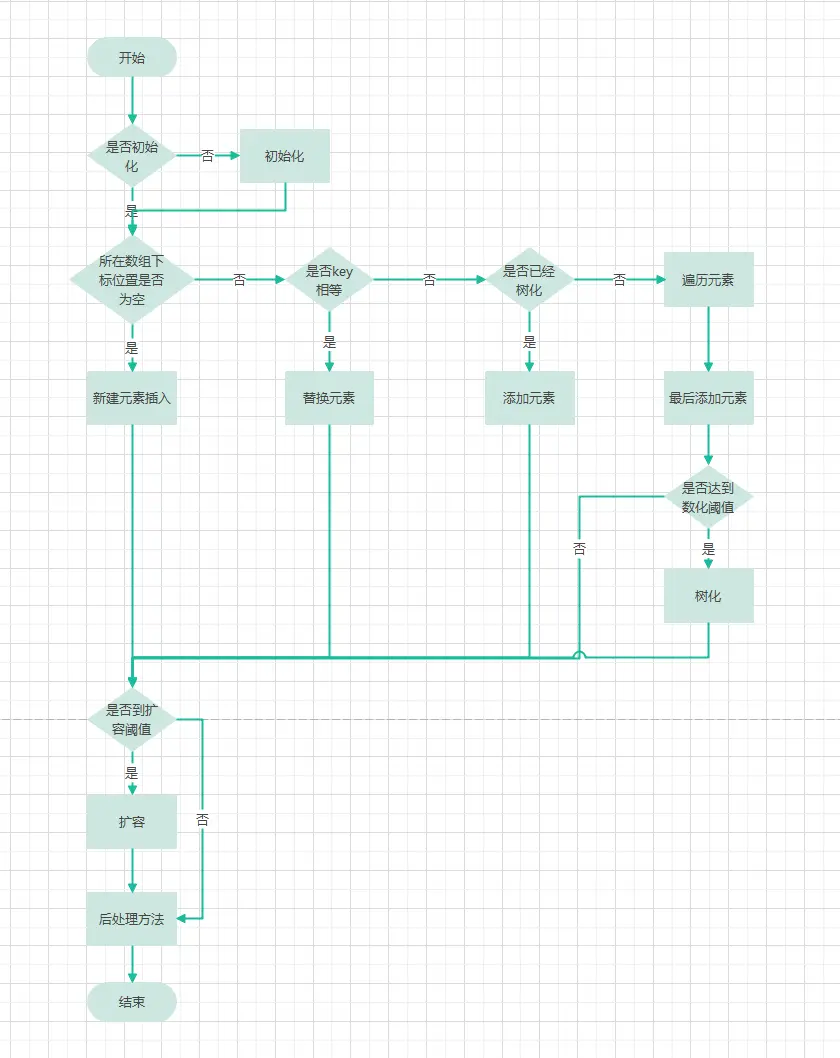 开始
是否初始
化
否
初始化
是
所在数组下
标位置是否
为空
否
是否key
相等
否
是否已经
树化
否
遍历元素
是
是
是
新建元素插入
替换元素
添加元素
最后添加元素
是否达到
数化阈值
否
是
树化
是否到扩
容阈值
是
否
扩容
后处理方法
结束